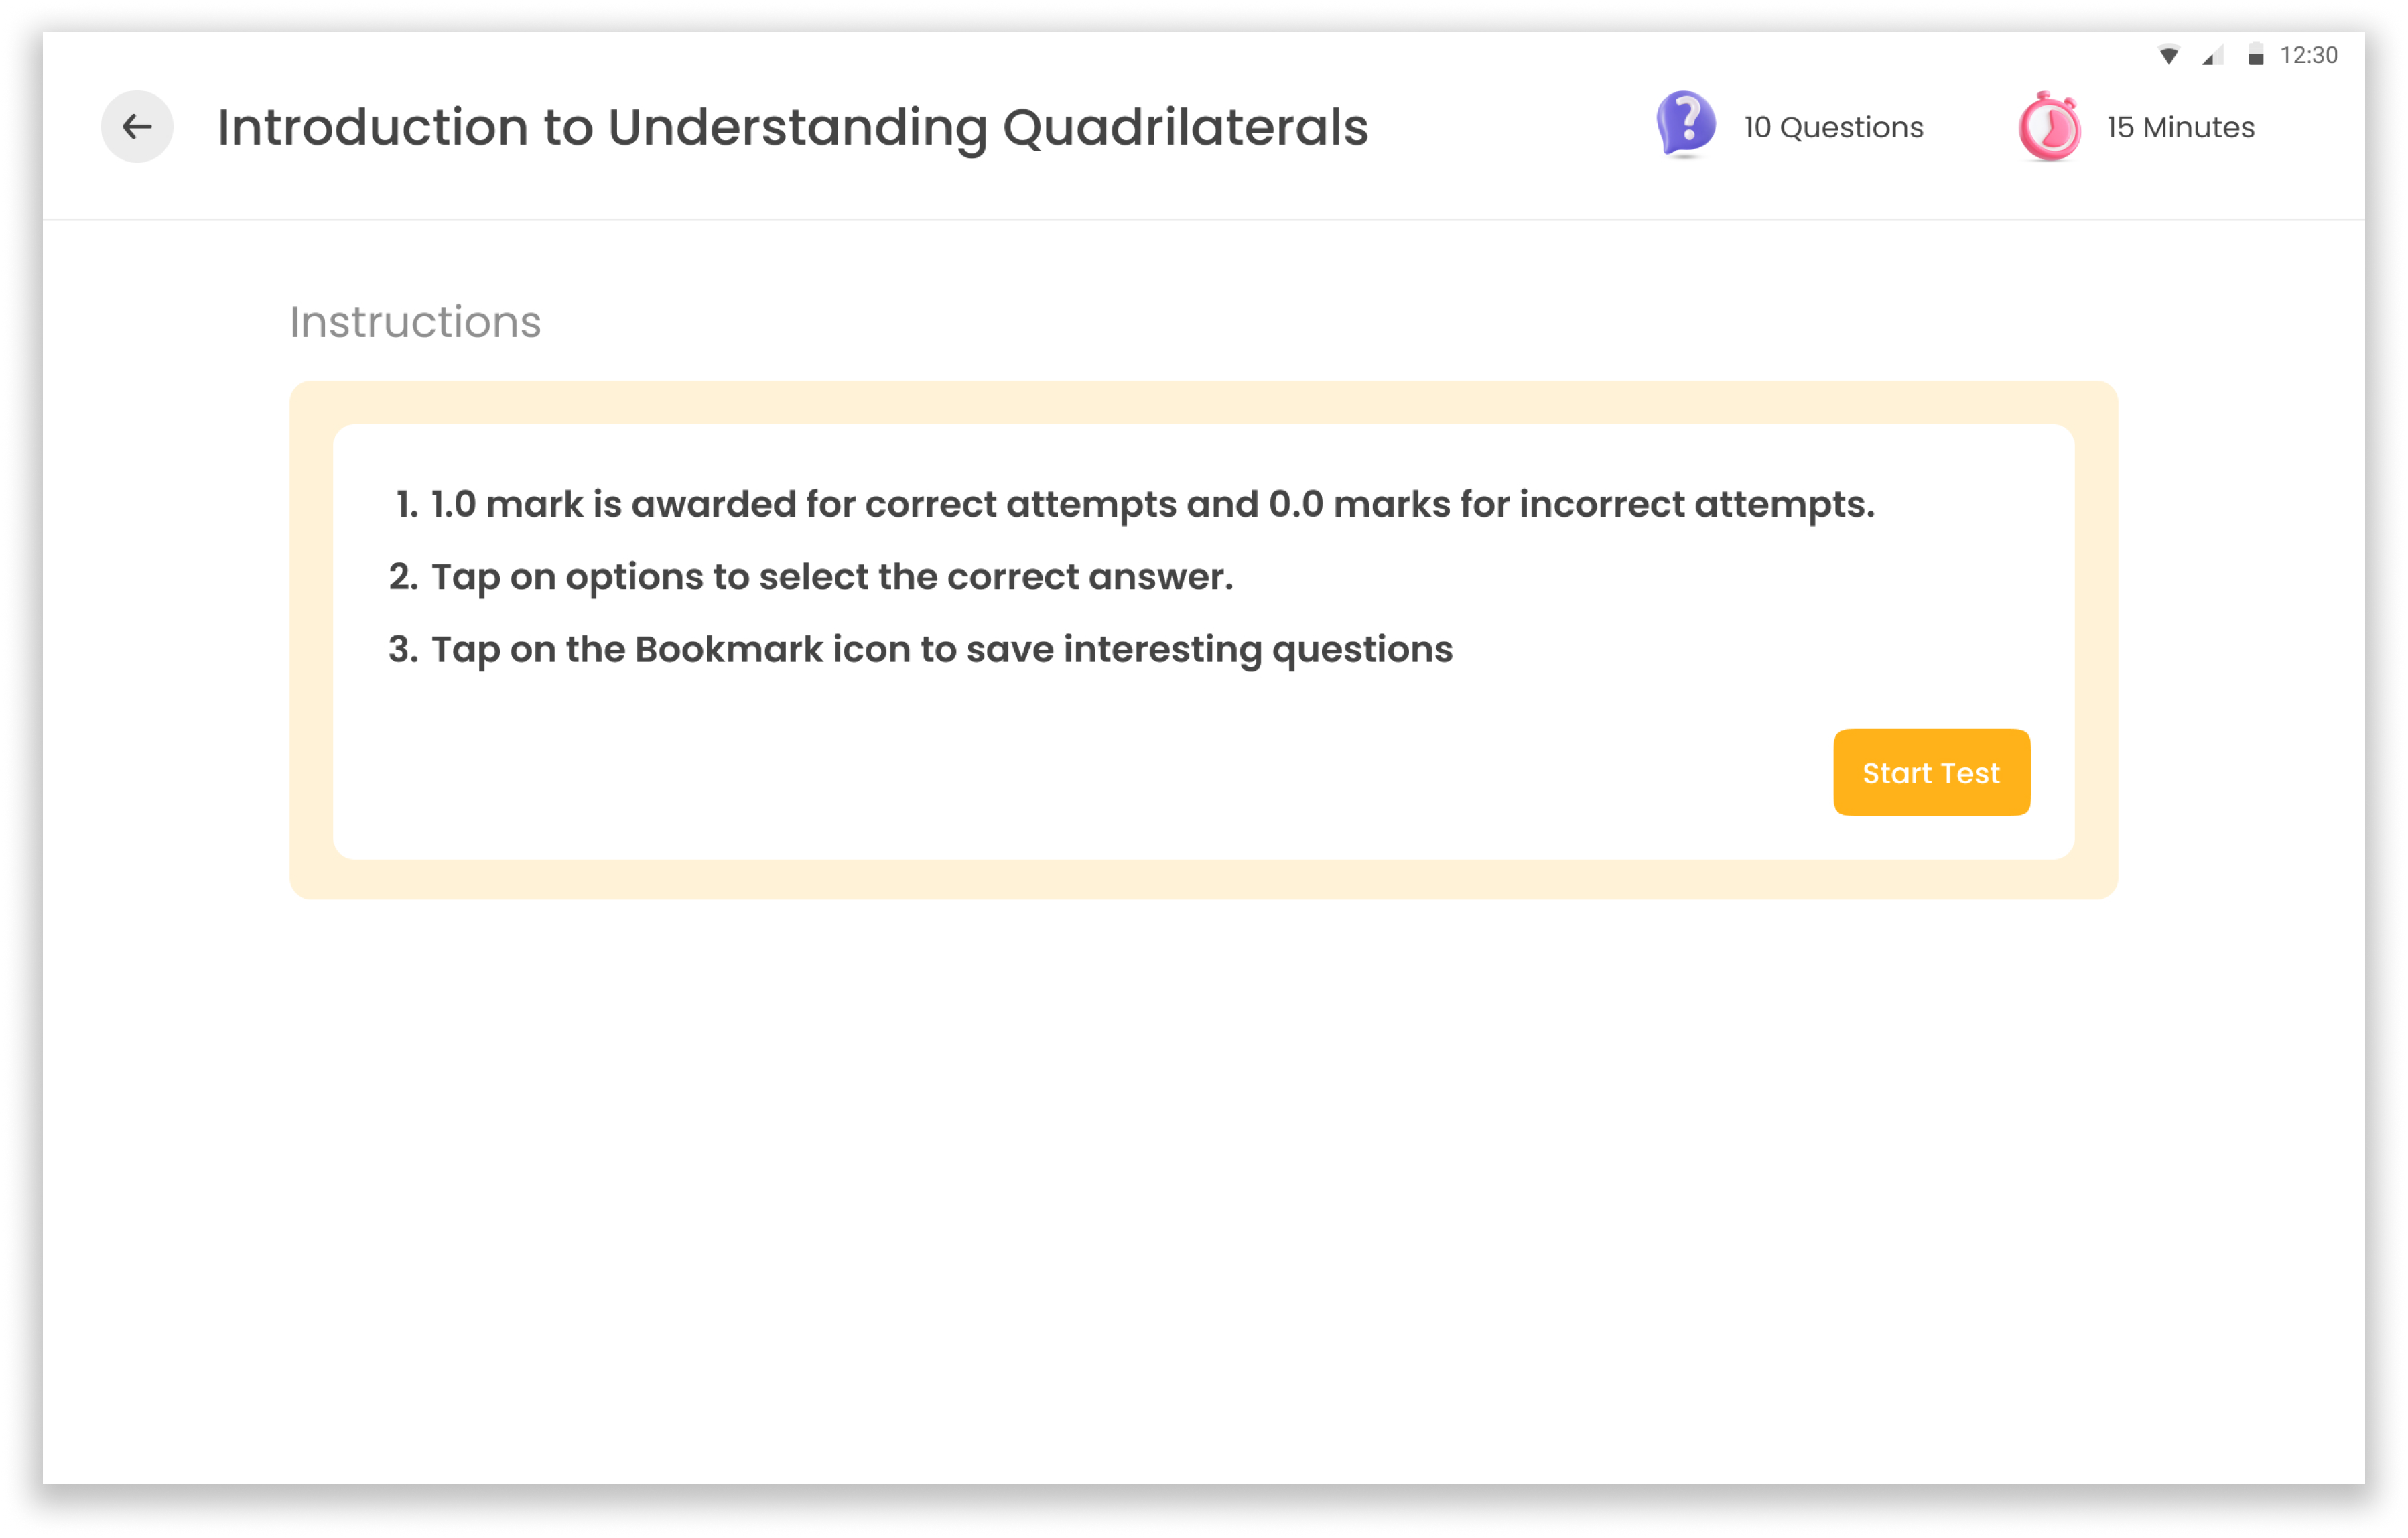 12:30
Introduction to Understanding Quadrilaterals
10 Questions
15 Minutes
Instructions
1. 1.0 mark is awarded for correct attempts and 0.0 marks for incorrect attempts.
2. Tap on options to select the correct answer.
3. Tap on the Bookmark icon to save interesting questions
Start Test